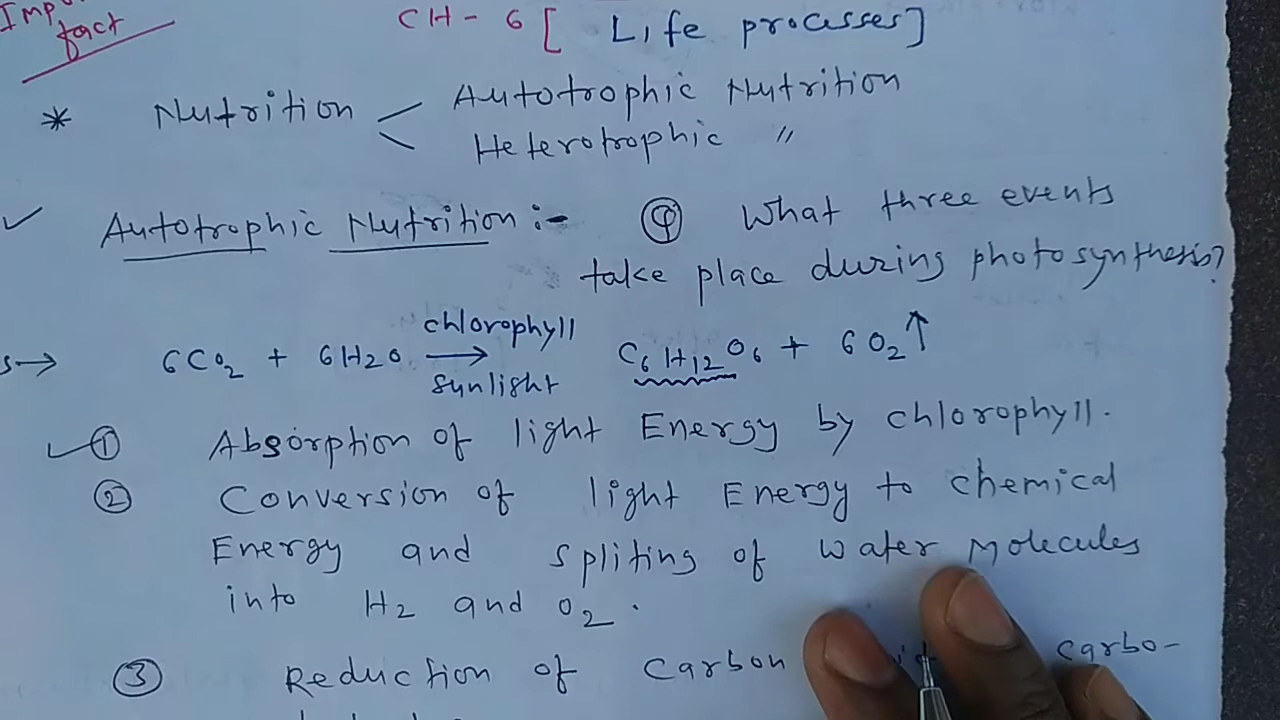 Imp
fact
CH - 6 [ Life processes]
* Nutrition < Autotrophic Nutrition
Heterotrophic "
✓ Autotrophic Nutrition :- Q What three events
take place during photosynthesis?
s→ 6CO2 + 6H2O chlorophyll → sunlight C6H12O6 + 6O2↑
✓① Absorption of light Energy by chlorophyll.
② Conversion of light Energy to chemical
Energy and spliting of water Molecules
into H2 and O2.
③ Reduction of Carbon carbo-